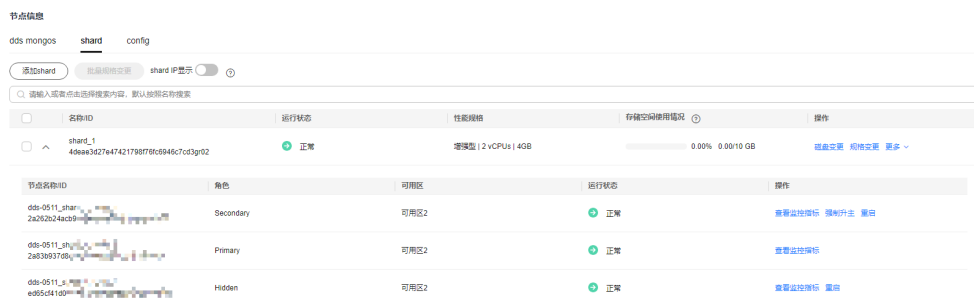 节点信息
dds mongos shard config
添加shard 批量规格变更 shard IP显示
请输入或者点击选择搜索内容，默认按照名称搜索
名称/ID 运行状态 性能规格 存储空间使用情况 操作
shard_1
4deae3d27e47421798f76fc6946c7cd3gr02 正常 增强型 | 2 vCPUs | 4GB 0.00% 0.00/10 GB 磁盘变更 规格变更 更多
节点名称/ID 角色 可用区 运行状态 操作
dds-0511_shar
2a262b24acb9 Secondary 可用区2 正常 查看监控指标 强制升主 重启
dds-0511_sh
2a83b937d8 Primary 可用区2 正常 查看监控指标
dds-0511_s
ed65cf41d0 Hidden 可用区2 正常 查看监控指标 重启